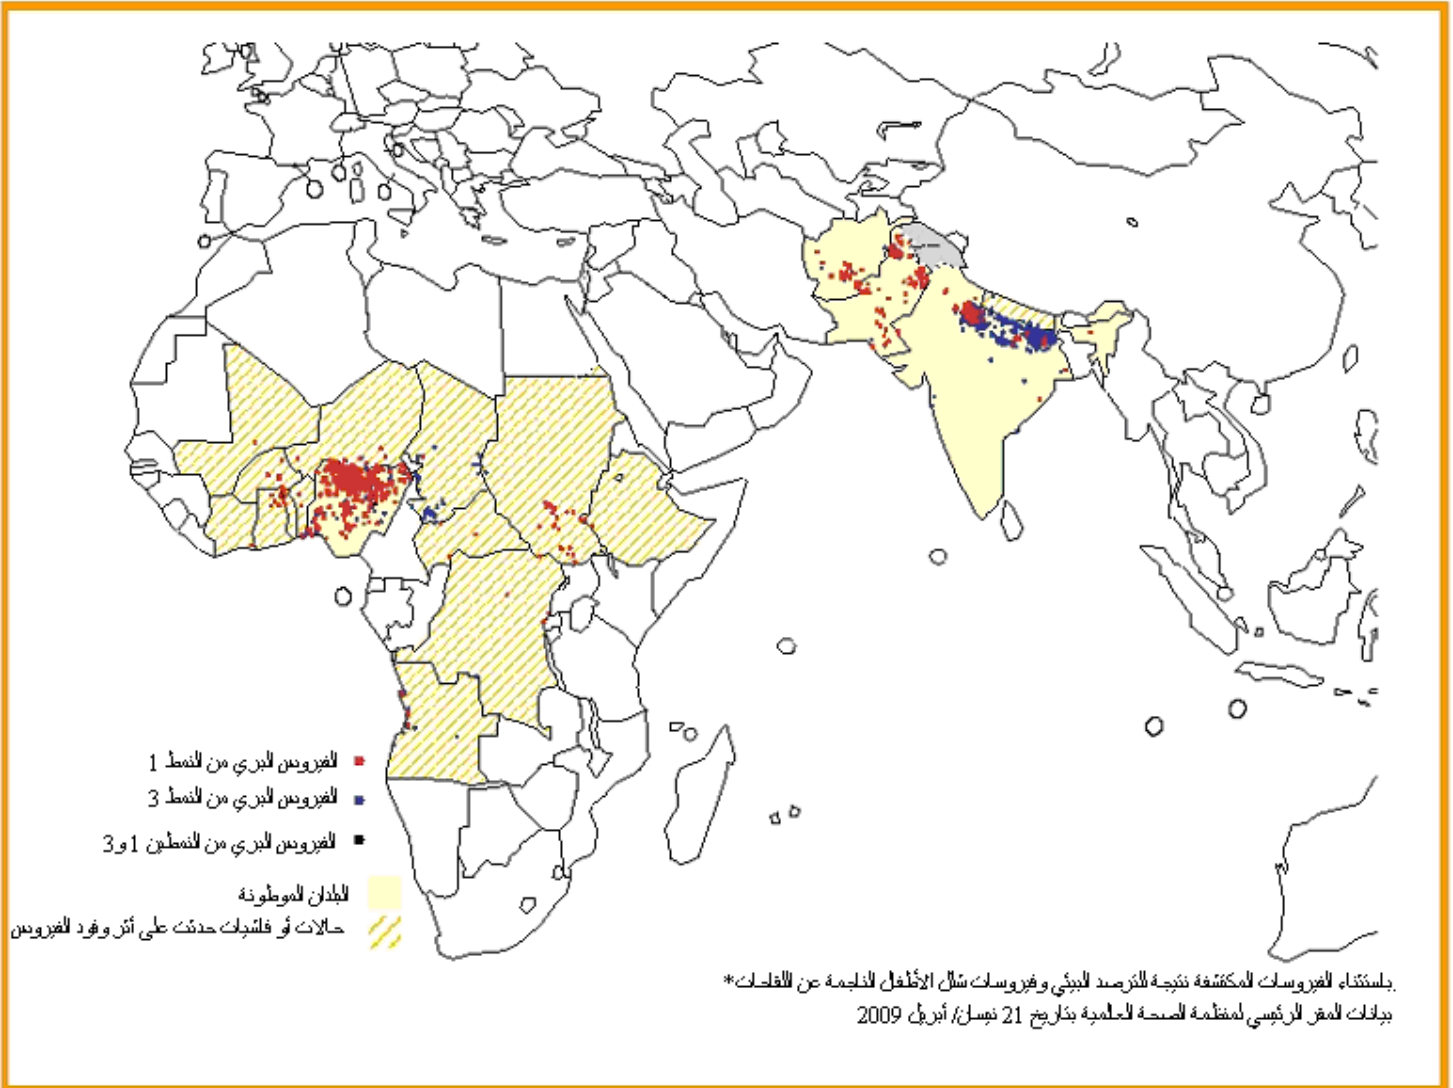 الفيروس البري من النمط 1
الفيروس البري من النمط 3
الفيروس البري من النمطين 1 و 3
البلدان الموطونة
حالات أو فاشيات حدثت على أثر وفود الفيروس
باستثناء الفيروسات المكتشفة نتيجة للترصد البيئي وفيروسات شلل الأطفال الناجمة عن اللقاحات*
بيانات المقر الرئيسي لمنظمة الصحة العالمية بتاريخ 21 نيسان/ أبريل 2009